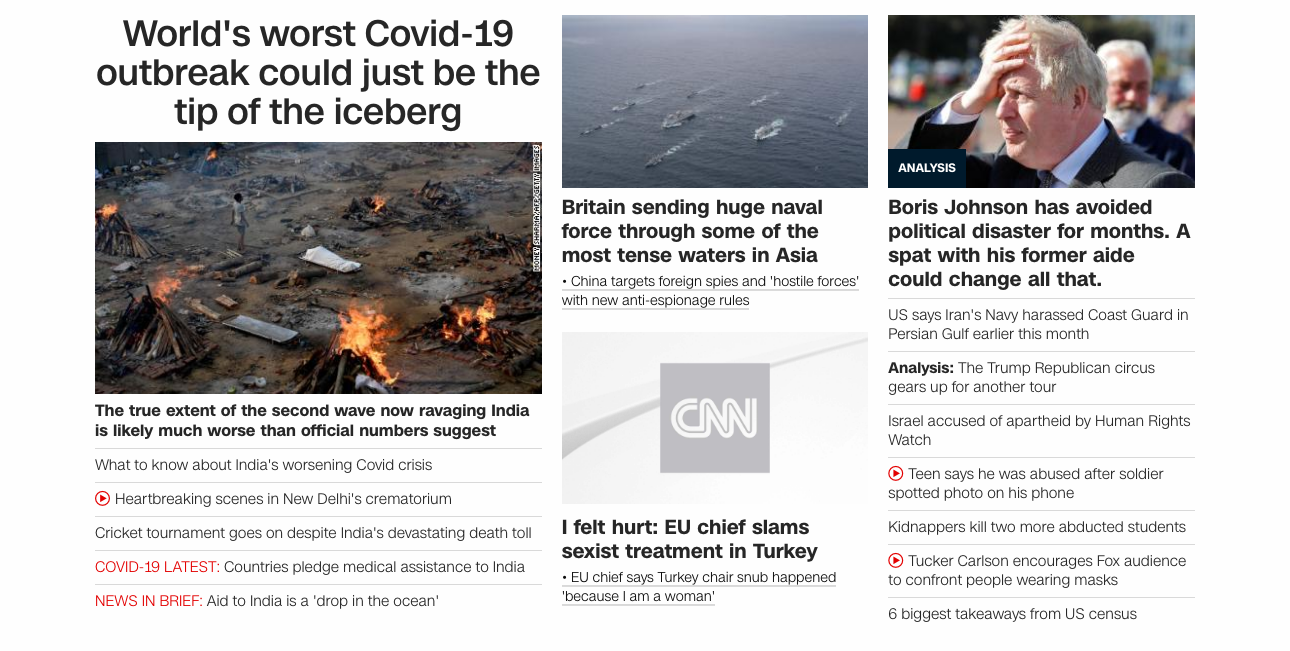 World's worst Covid-19
outbreak could just be the
tip of the iceberg
The true extent of the second wave now ravaging India
is likely much worse than official numbers suggest
What to know about India's worsening Covid crisis
Heartbreaking scenes in New Delhi's crematorium
Cricket tournament goes on despite India's devastating death toll
COVID-19 LATEST: Countries pledge medical assistance to India
NEWS IN BRIEF: Aid to India is a 'drop in the ocean'
Britain sending huge naval
force through some of the
most tense waters in Asia
• China targets foreign spies and 'hostile forces'
with new anti-espionage rules
CNN
I felt hurt: EU chief slams
sexist treatment in Turkey
• EU chief says Turkey chair snub happened
'because I am a woman'
ANALYSIS
Boris Johnson has avoided
political disaster for months. A
spat with his former aide
could change all that.
US says Iran's Navy harassed Coast Guard in
Persian Gulf earlier this month
Analysis: The Trump Republican circus
gears up for another tour
Israel accused of apartheid by Human Rights
Watch
Teen says he was abused after soldier
spotted photo on his phone
Kidnappers kill two more abducted students
Tucker Carlson encourages Fox audience
to confront people wearing masks
6 biggest takeaways from US census